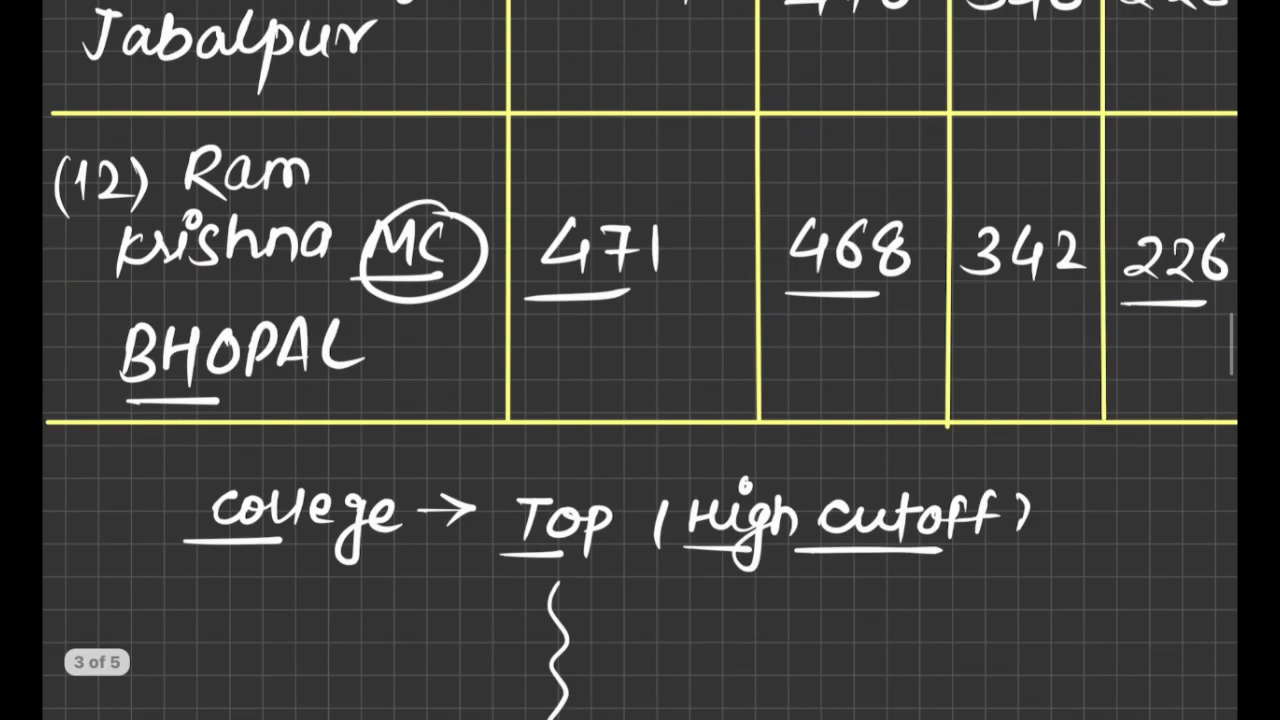 Jabalpur
(12) Ram
Krishna MC 471 468 342 226
BHOPAL
College → Top (High cutoff)
3 of 5